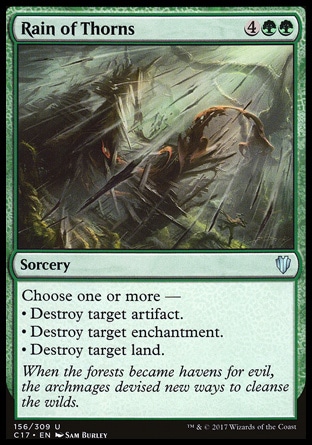 Rain of Thorns 4
Sorcery
Choose one or more —
• Destroy target artifact.
• Destroy target enchantment.
• Destroy target land.
When the forests became havens for evil,
the archmages devised new ways to cleanse
the wilds.
156/309 U
C17 • EN Sam Burley
™ & © 2017 Wizards of the Coast